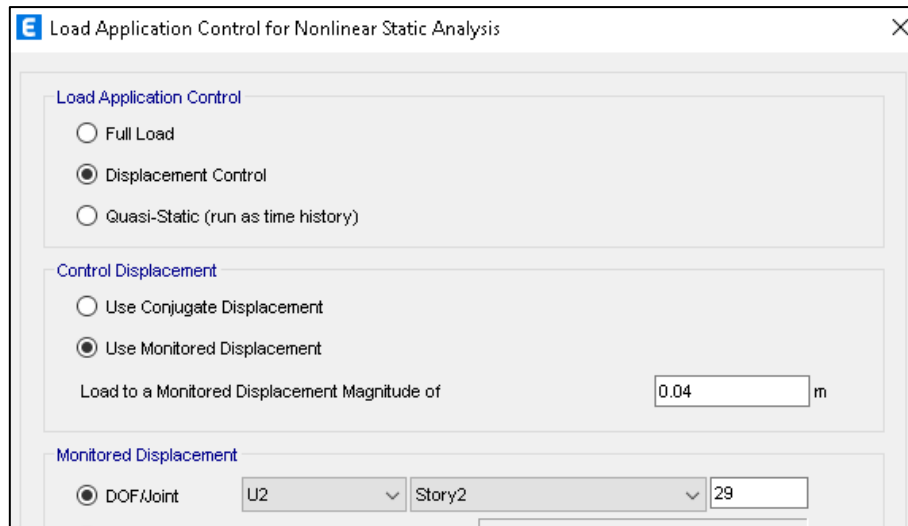 E Load Application Control for Nonlinear Static Analysis
Load Application Control
Full Load
Displacement Control
Quasi-Static (run as time history)
Control Displacement
Use Conjugate Displacement
Use Monitored Displacement
Load to a Monitored Displacement Magnitude of 0.04 m
Monitored Displacement
DOF/Joint U2 Story2 29